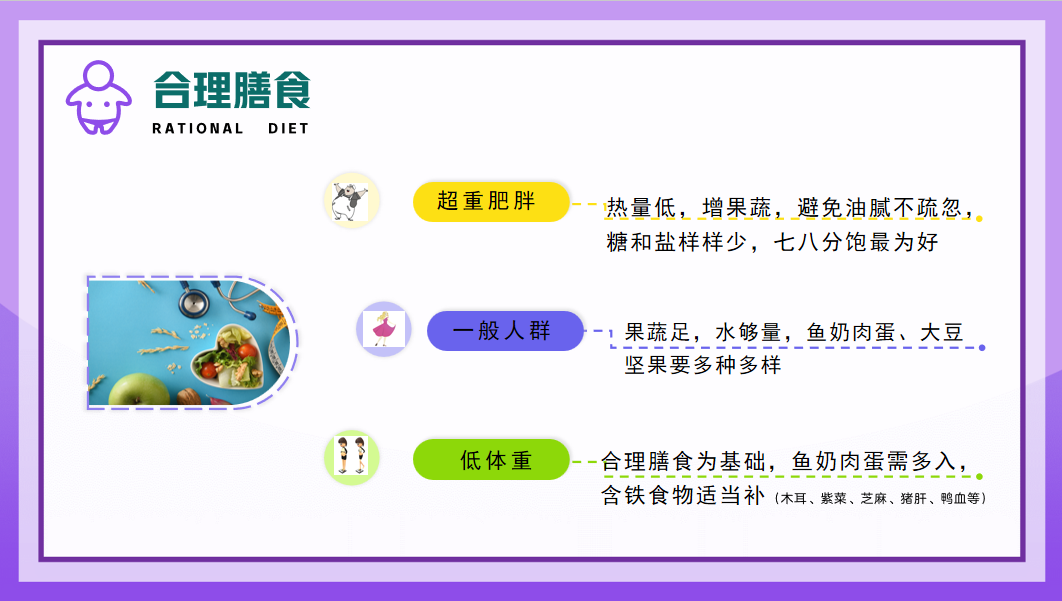 合理膳食
RATIONAL DIET
超重肥胖
热量低，增果蔬，避免油腻不疏忽，
糖和盐样样少，七八分饱最为好
一般人群
果蔬足，水够量，鱼奶肉蛋、大豆
坚果要多种多样
低体重
合理膳食为基础，鱼奶肉蛋需多入，
含铁食物适当补（木耳、紫菜、芝麻、猪肝、鸭血等）